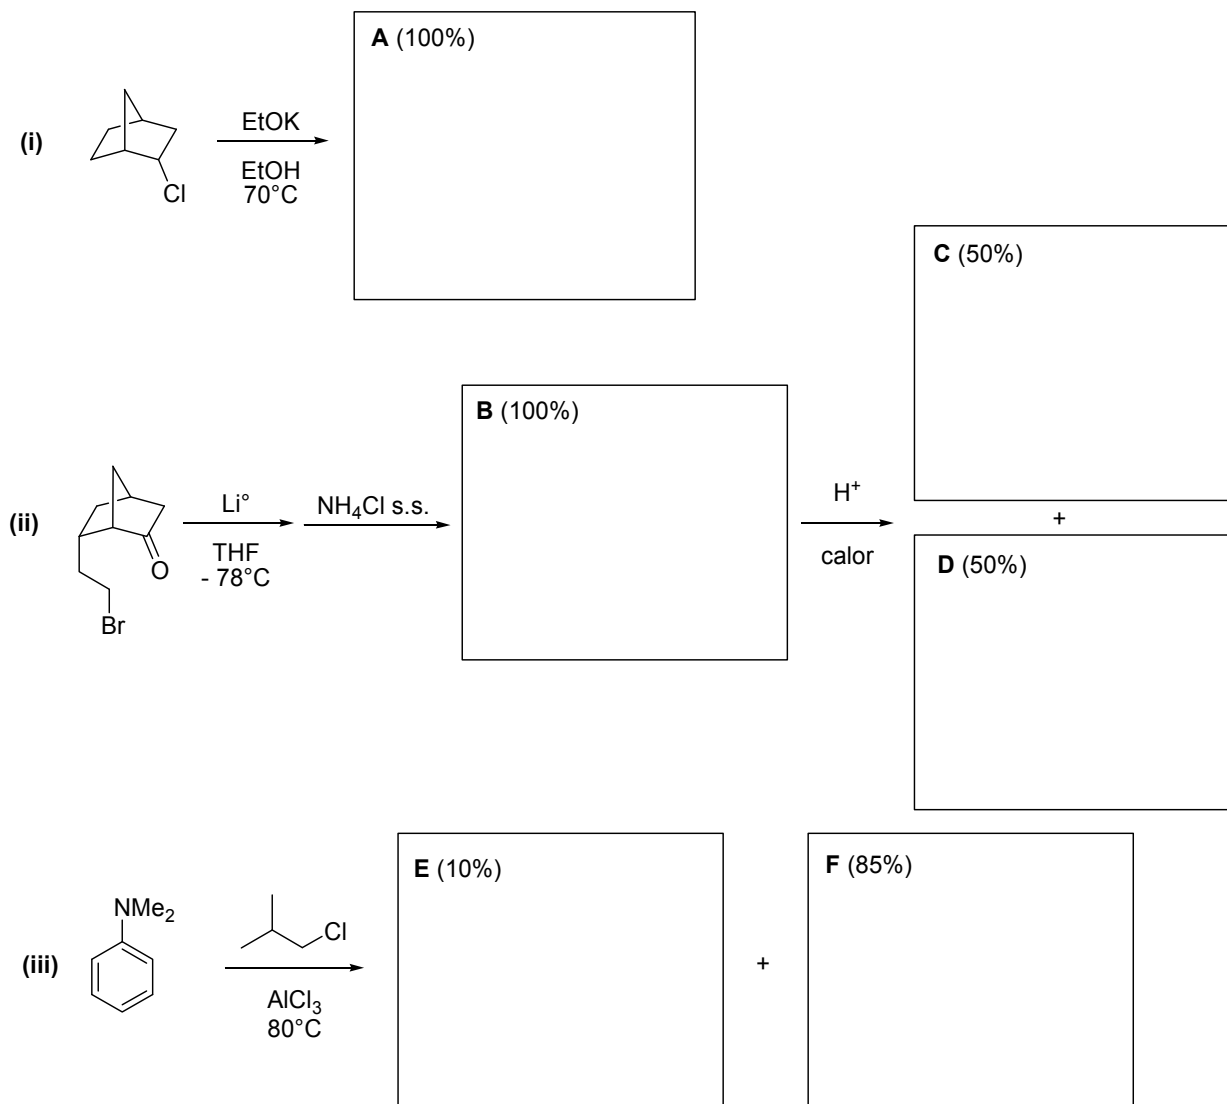 (i)
Cl
EtOK
EtOH
70°C
A (100%)
(ii)
O
Br
Li°
THF
- 78°C
NH₄Cl s.s.
B (100%)
H⁺
calor
C (50%)
+
D (50%)
(iii)
NMe₂
Cl
AlCl₃
80°C
E (10%)
+
F (85%)